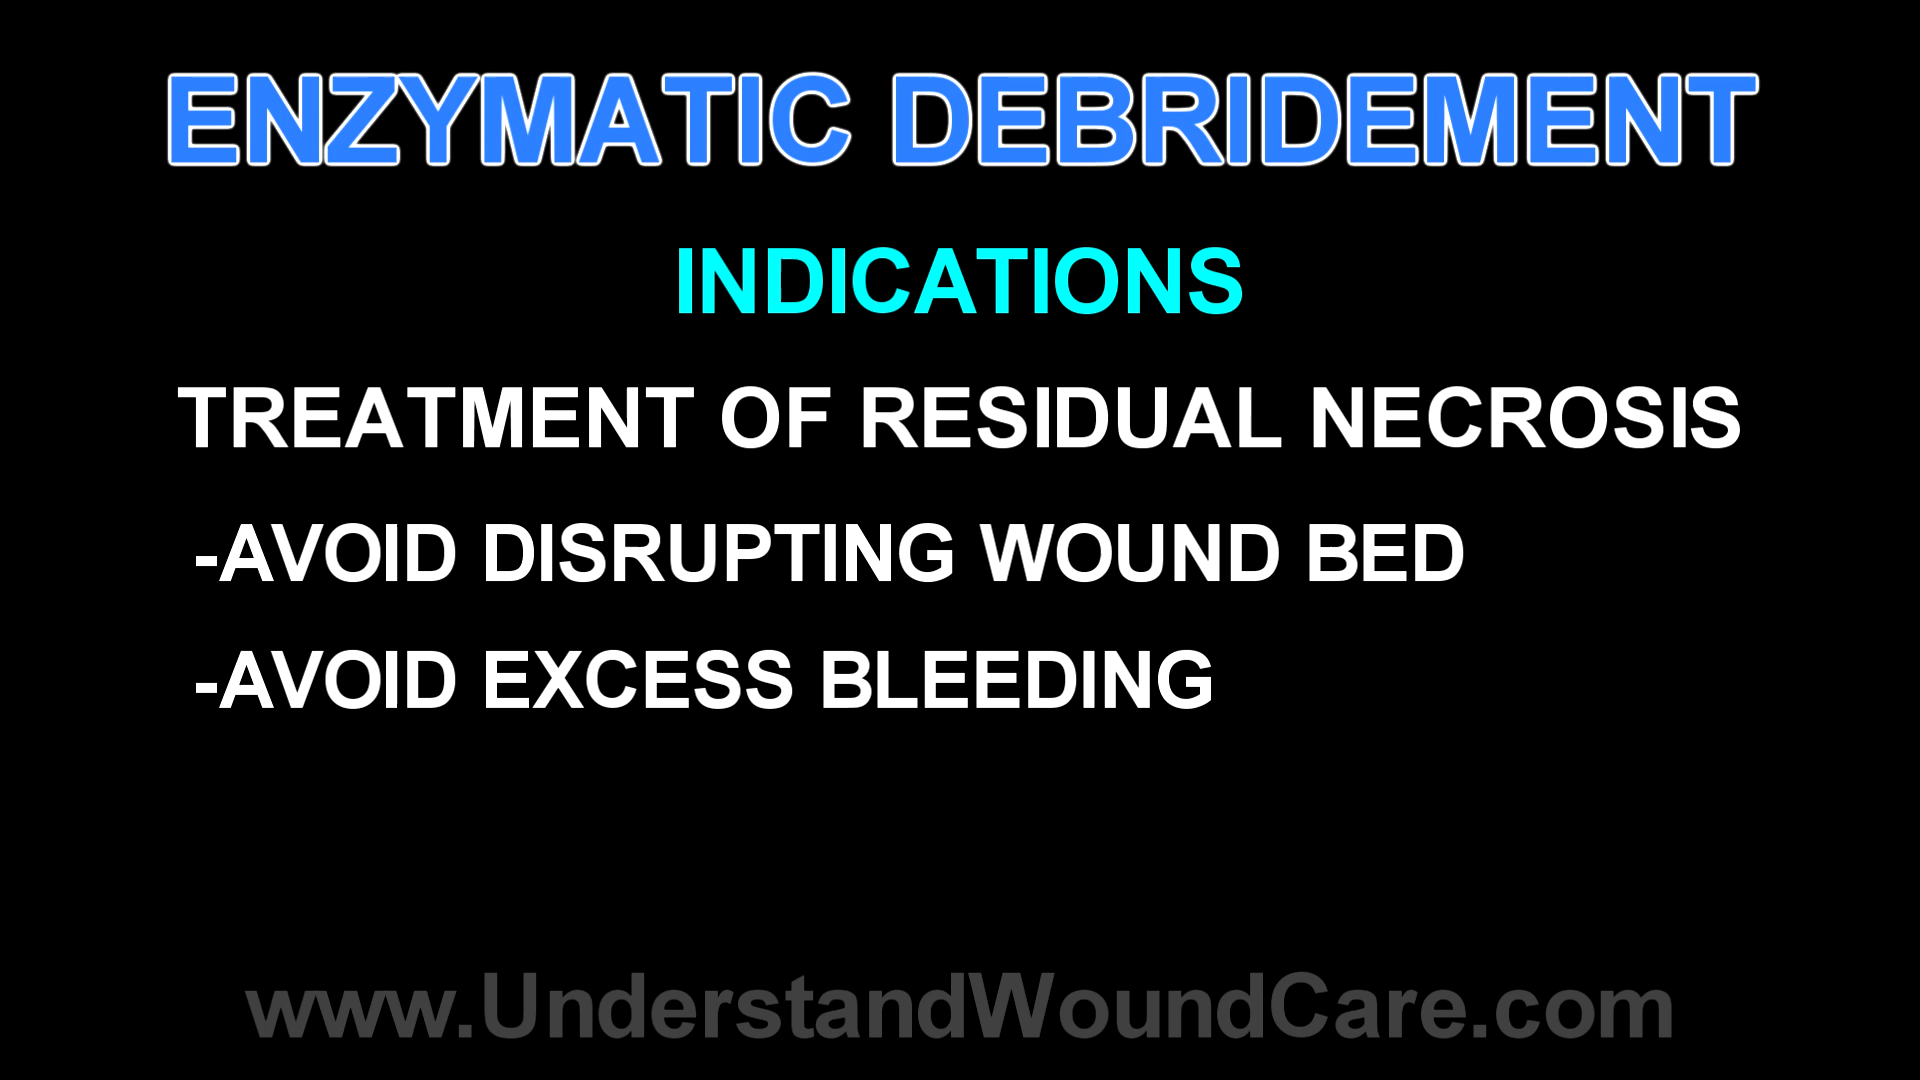 ENZYMATIC DEBRIDEMENT
INDICATIONS
TREATMENT OF RESIDUAL NECROSIS
-AVOID DISRUPTING WOUND BED
-AVOID EXCESS BLEEDING
www.UnderstandWoundCare.com